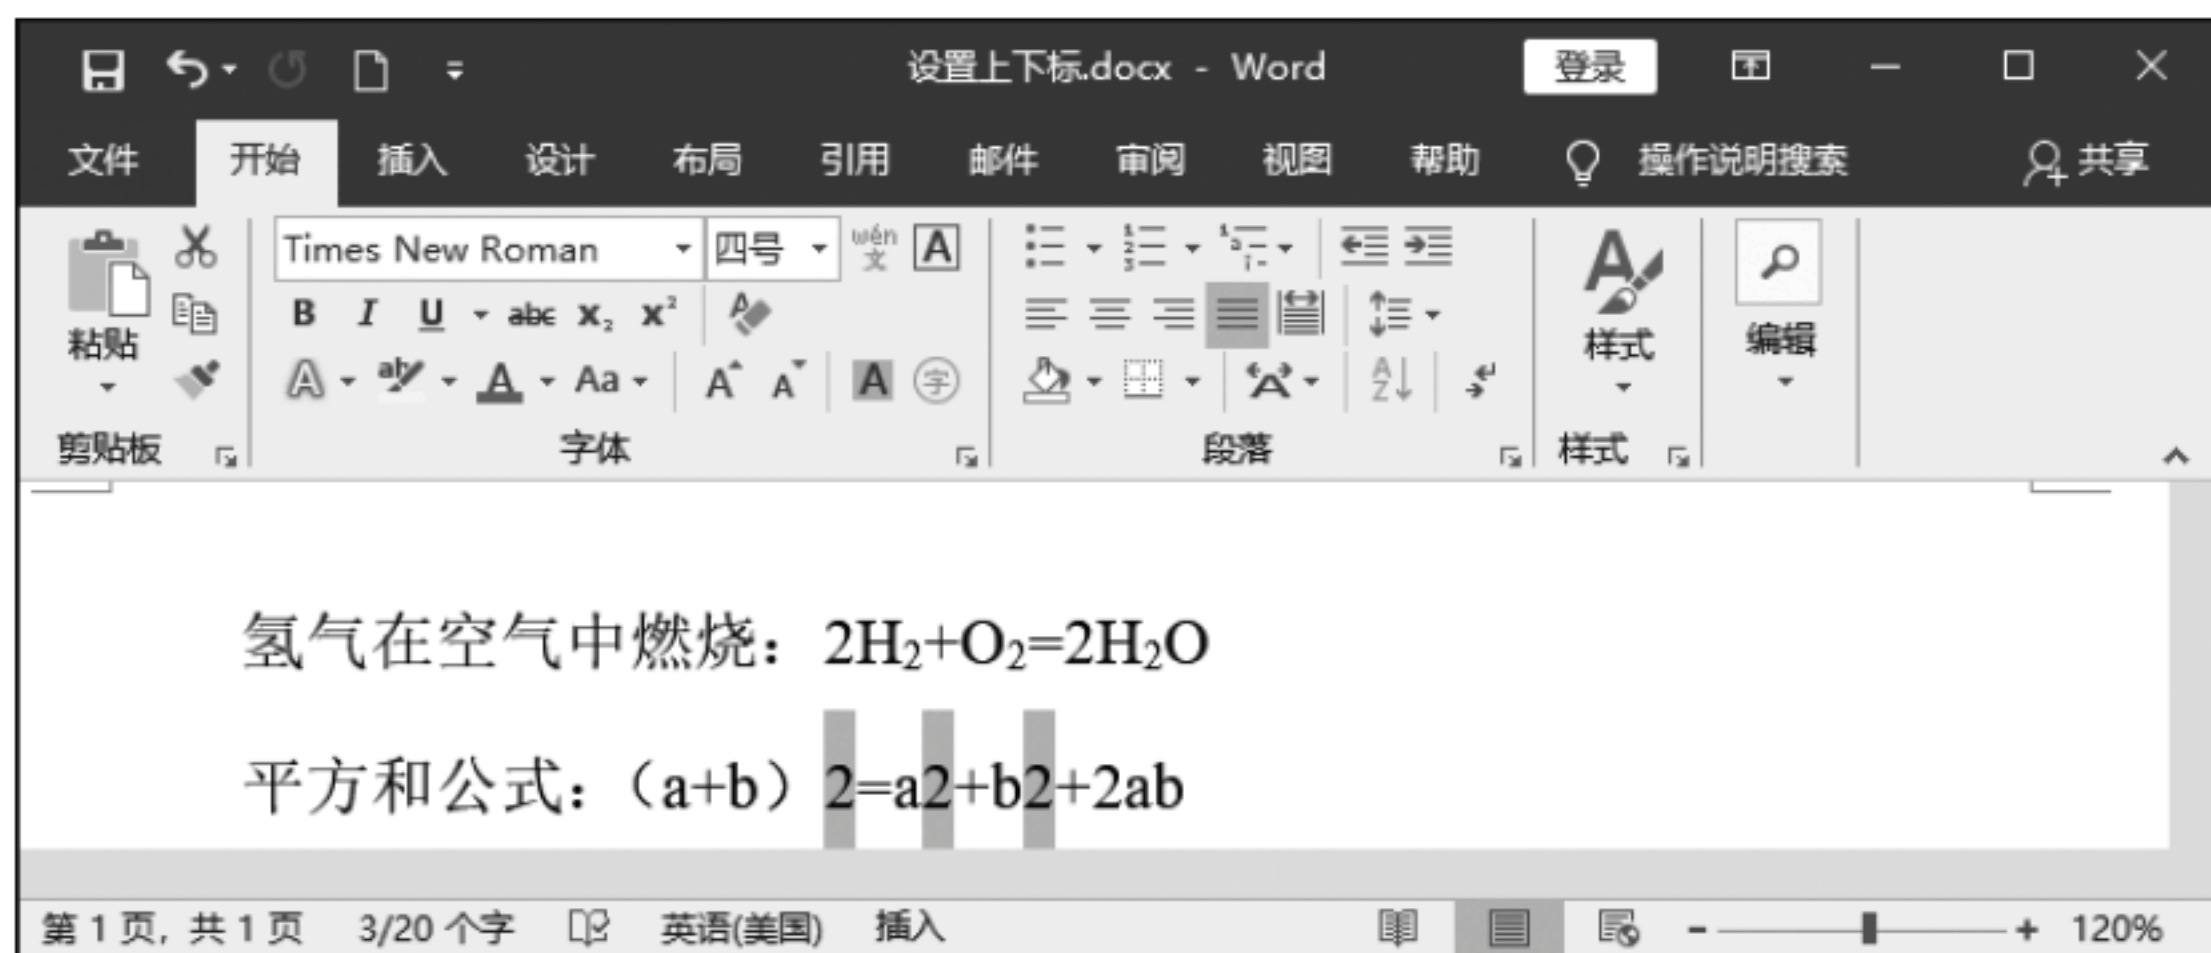 设置上下标.docx - Word 登录
文件 开始 插入 设计 布局 引用 邮件 审阅 视图 帮助 操作说明搜索 共享
Times New Roman 四号 wén 文 A
B I U abc x₂ x²
粘贴 样式 编辑
A aby A Aa A A A 字 A AZ
剪贴板 字体 段落 样式
氢气在空气中燃烧：2H₂+O₂=2H₂O
平方和公式：（a+b）2=a2+b2+2ab
第 1 页，共 1 页 3/20 个字 英语(美国) 插入 - + 120%